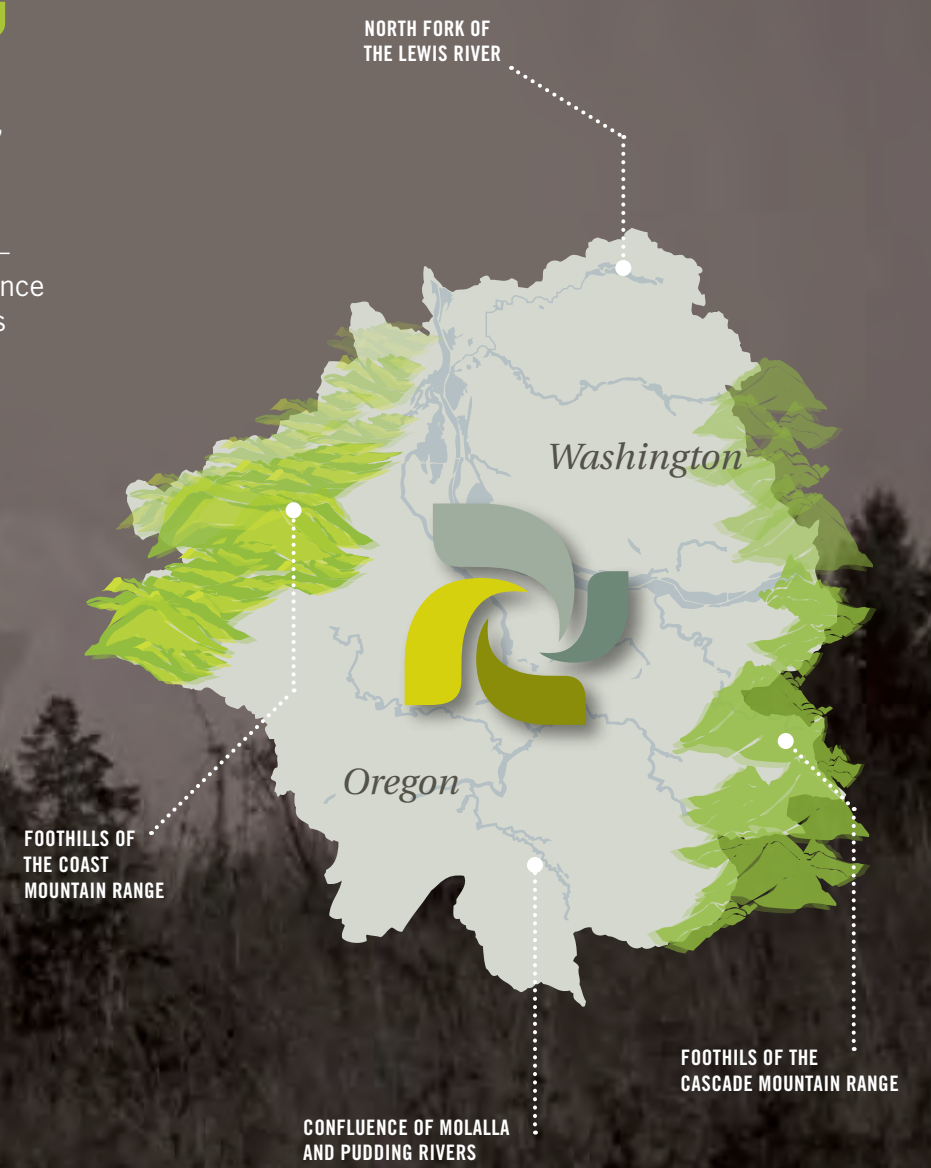 NORTH FORK OF
THE LEWIS RIVER
nce
s
Washington
Oregon
FOOTHILLS OF
THE COAST
MOUNTAIN RANGE
FOOTHILS OF THE
CASCADE MOUNTAIN RANGE
CONFLUENCE OF MOLALLA
AND PUDDING RIVERS